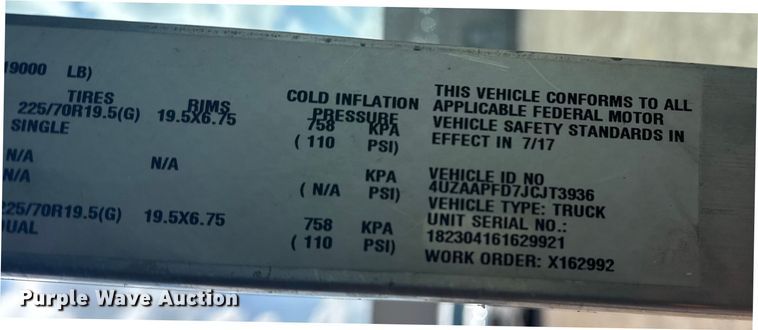 19000 LB)
TIRES RIMS COLD INFLATION PRESSURE
225/70R19.5(G) 19.5X6.75 758 KPA
SINGLE ( 110 PSI)
N/A N/A KPA
N/A ( N/A PSI)
225/70R19.5(G) 19.5X6.75 758 KPA
DUAL ( 110 PSI)
THIS VEHICLE CONFORMS TO ALL
APPLICABLE FEDERAL MOTOR
VEHICLE SAFETY STANDARDS IN
EFFECT IN 7/17
VEHICLE ID NO
4UZAAPFD7JCJT3936
VEHICLE TYPE: TRUCK
UNIT SERIAL NO.:
182304161629921
WORK ORDER: X162992
Purple Wave Auction